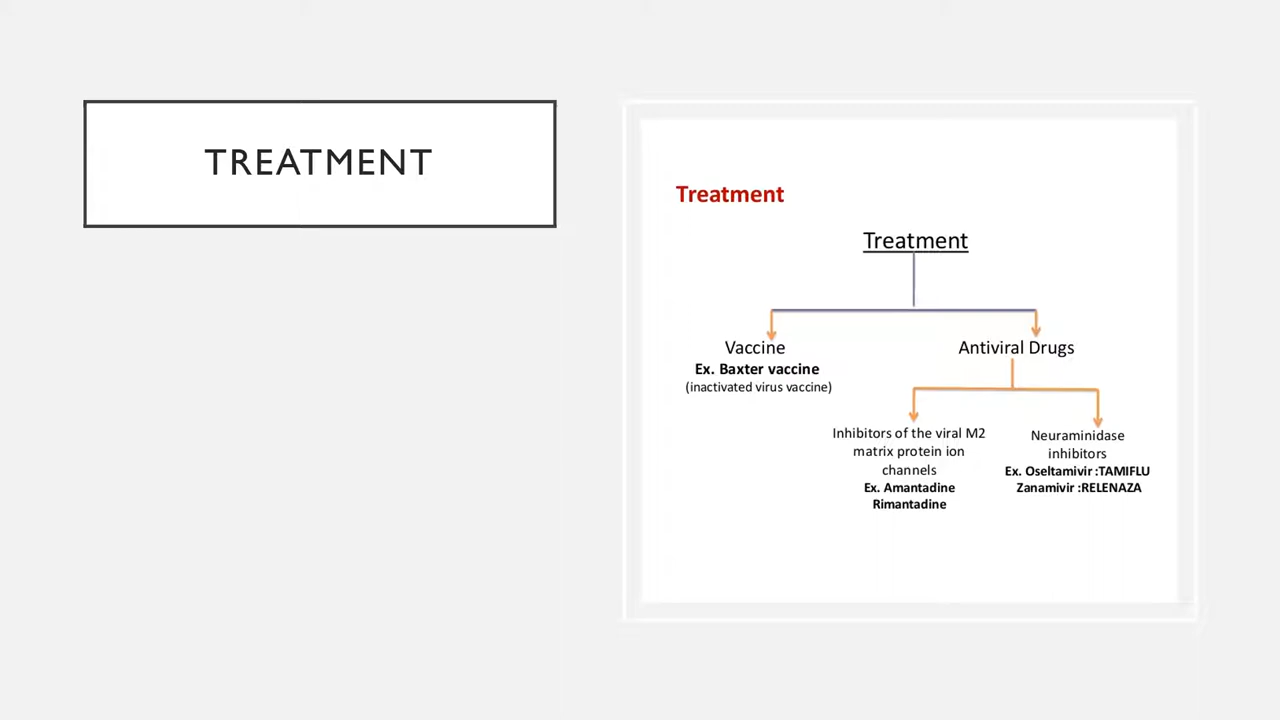 TREATMENT
Treatment
Treatment
Vaccine
Ex. Baxter vaccine
(inactivated virus vaccine)
Antiviral Drugs
Inhibitors of the viral M2
matrix protein ion
channels
Ex. Amantadine
Rimantadine
Neuraminidase
inhibitors
Ex. Oseltamivir :TAMIFLU
Zanamivir :RELENAZA